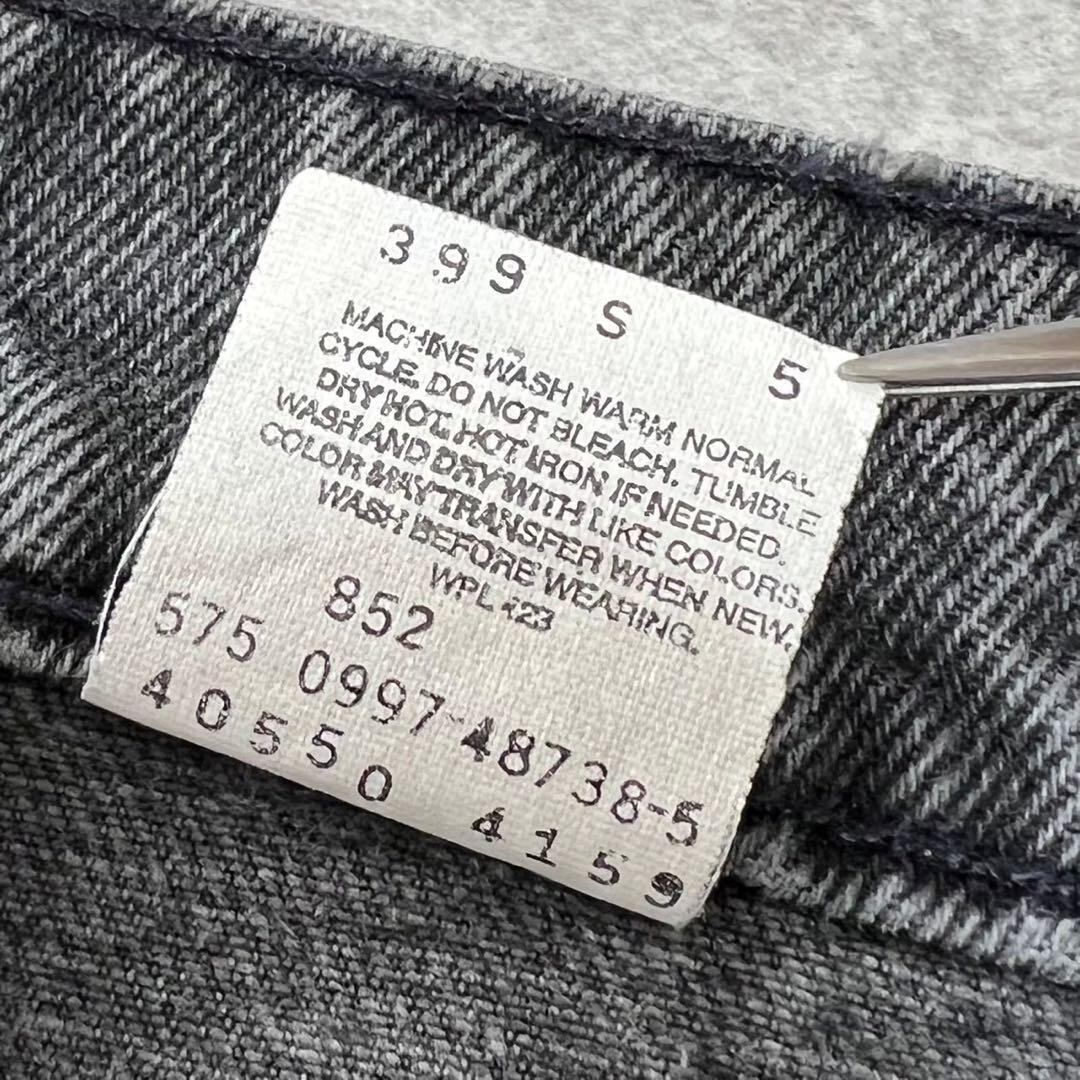 399 S 5
MACHINE WASH WARM NORMAL
CYCLE. DO NOT BLEACH. TUMBLE
DRY HOT. HOT IRON IF NEEDED.
WASH AND DRY WITH LIKE COLORS.
COLOR MAY TRANSFER WHEN NEW.
WASH BEFORE WEARING.
WPL 423
852
575 0997-48738-5
40550 4159